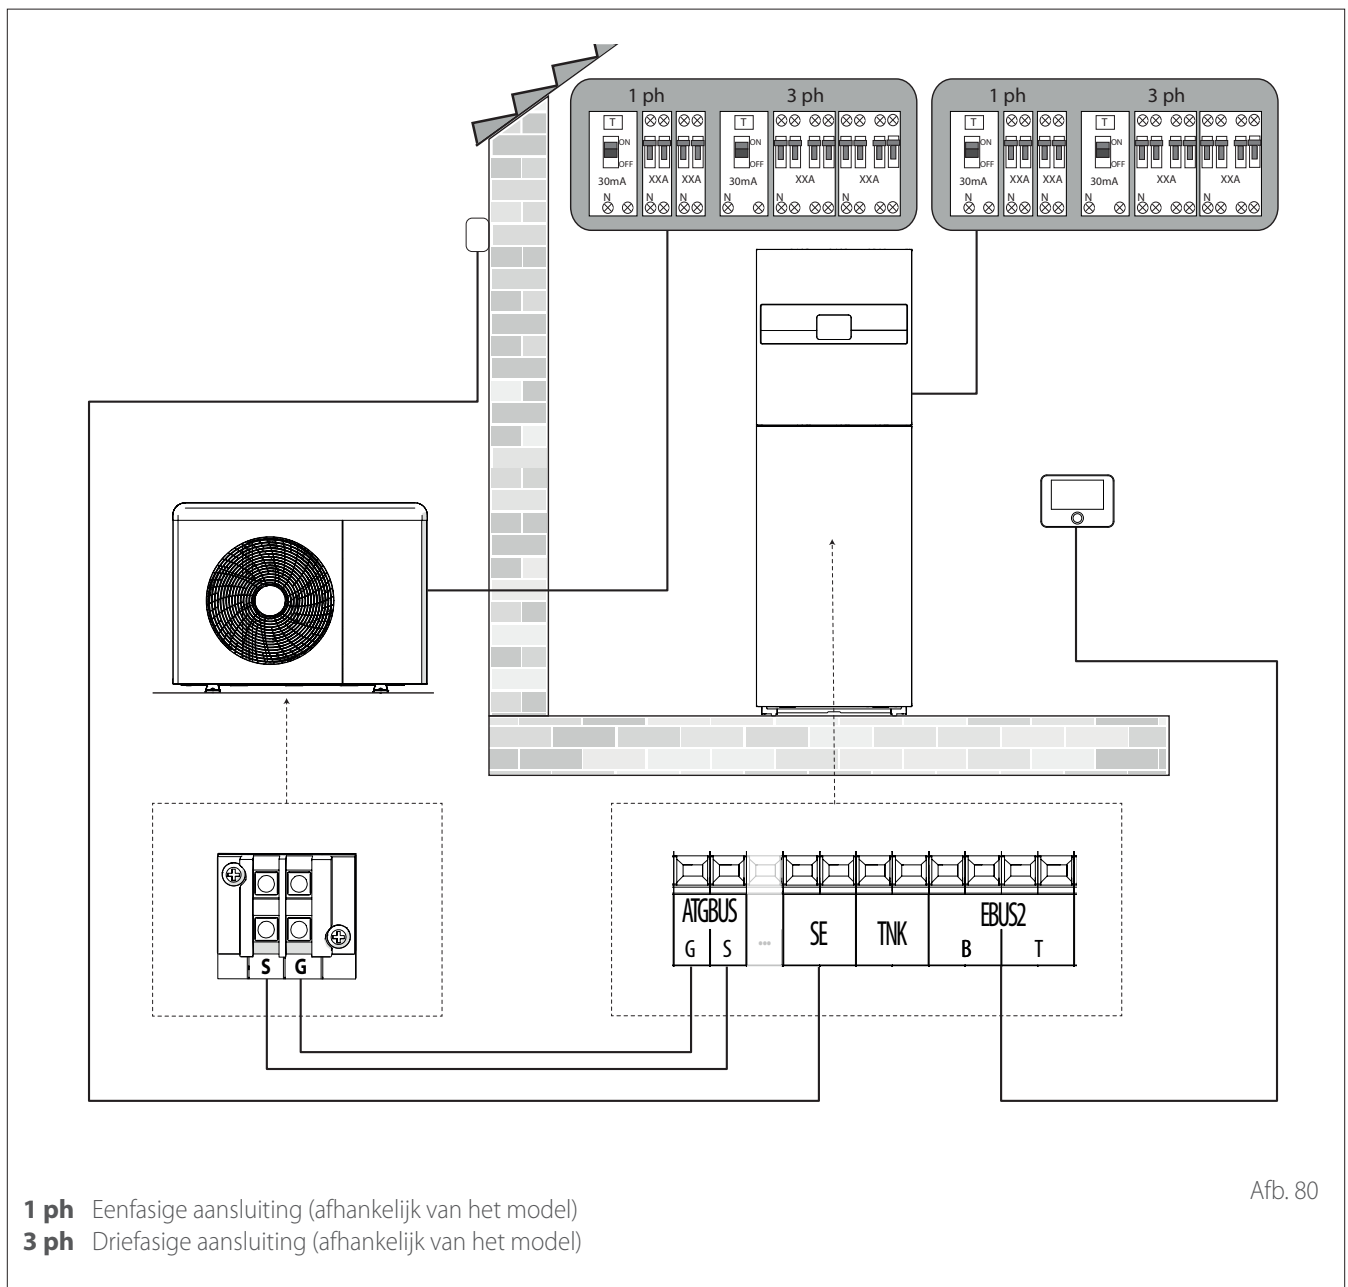 1 ph 3 ph 1 ph 3 ph
T T T T
ON ON ON ON
OFF OFF OFF OFF
30mA XXA XXA 30mA XXA XXA 30mA XXA XXA 30mA XXA XXA
N N N N N N N N N N N N
S G
ATGBUS ... SE TNK EBUS2
G S B T
Afb. 80
1 ph Eenfasige aansluiting (afhankelijk van het model)
3 ph Driefasige aansluiting (afhankelijk van het model)